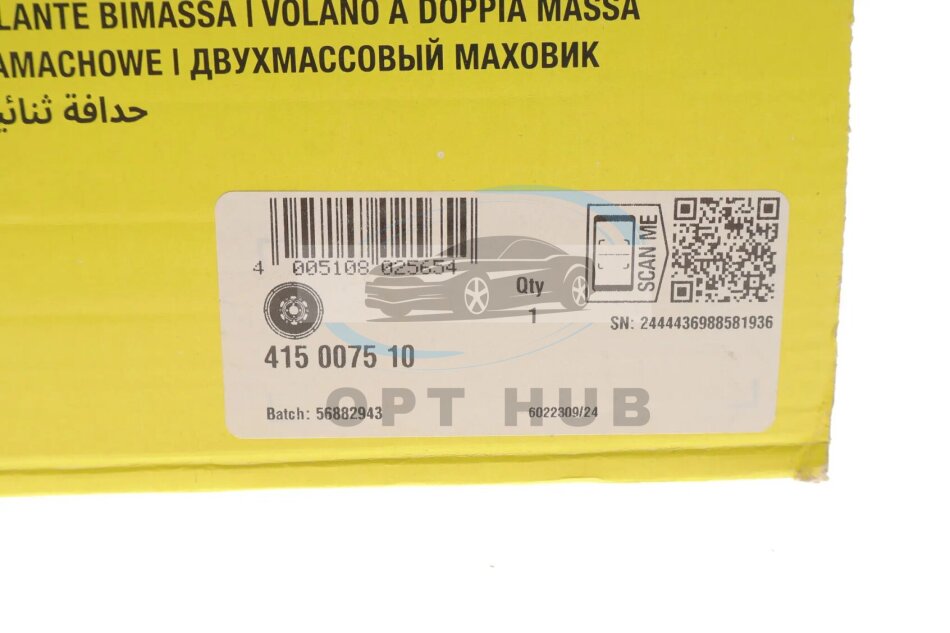 LANTE BIMASSA | VOLANO A DOPPIA MASSA
AMACHOWE | ДВУХМАССОВЫЙ МАХОВИК
حدافة ثنائي
4 005108 025654
SCAN ME
Qty
1
SN: 2444436988581936
415 0075 10
OPT HUB
Batch: 56882943
6022309/24